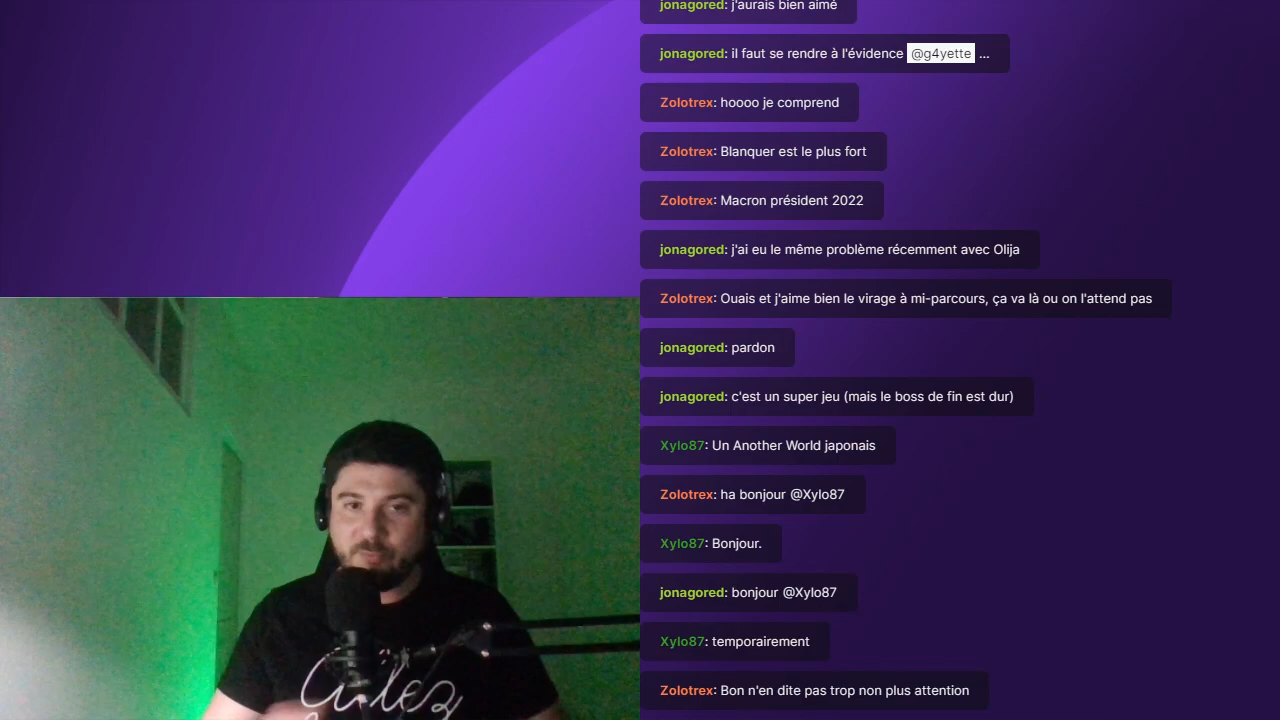 jonagored: j'aurais bien aimé
jonagored: il faut se rendre à l'évidence @g4yette ...
Zolotrex: hoooo je comprend
Zolotrex: Blanquer est le plus fort
Zolotrex: Macron président 2022
jonagored: j'ai eu le même problème récemment avec Olija
Zolotrex: Ouais et j'aime bien le virage à mi-parcours, ça va là ou on l'attend pas
jonagored: pardon
jonagored: c'est un super jeu (mais le boss de fin est dur)
Xylo87: Un Another World japonais
Zolotrex: ha bonjour @Xylo87
Xylo87: Bonjour.
jonagored: bonjour @Xylo87
Xylo87: temporairement
Zolotrex: Bon n'en dite pas trop non plus attention